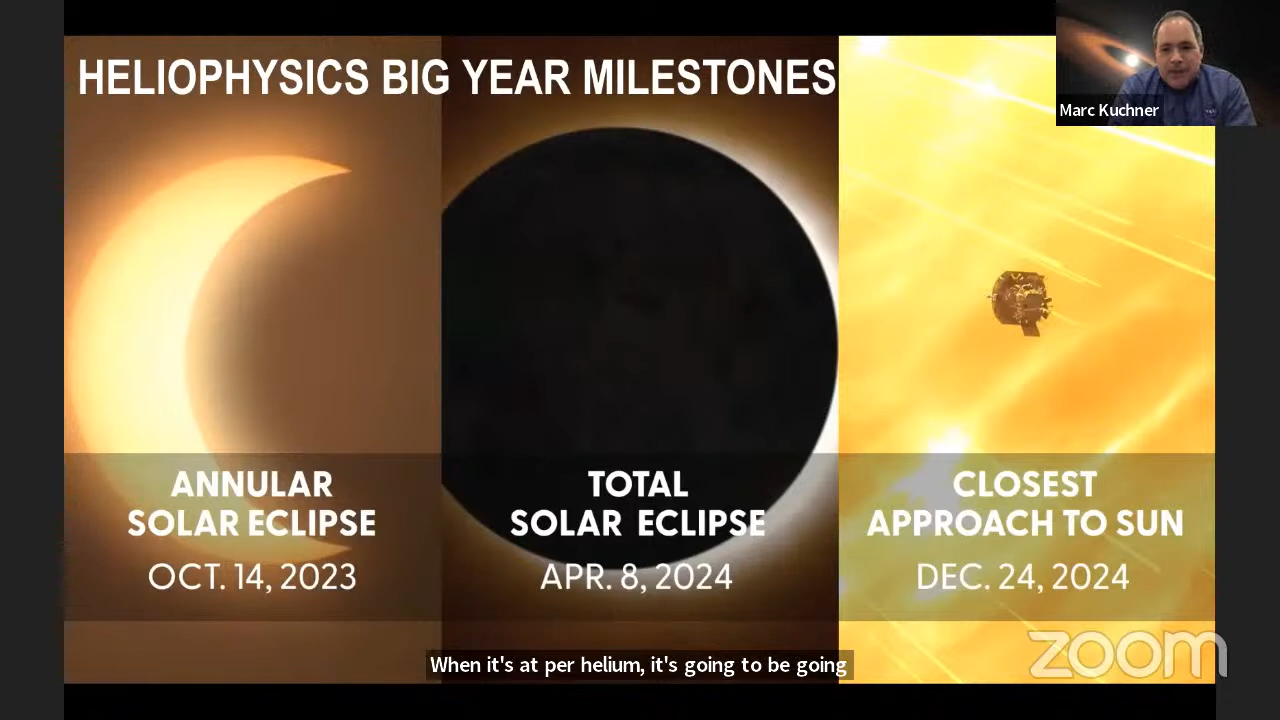 HELIOPHYSICS BIG YEAR MILESTONES
Marc Kuchner
ANNULAR
SOLAR ECLIPSE
OCT. 14, 2023
TOTAL
SOLAR ECLIPSE
APR. 8, 2024
CLOSEST
APPROACH TO SUN
DEC. 24, 2024
zoom
When it's at per helium, it's going to be going